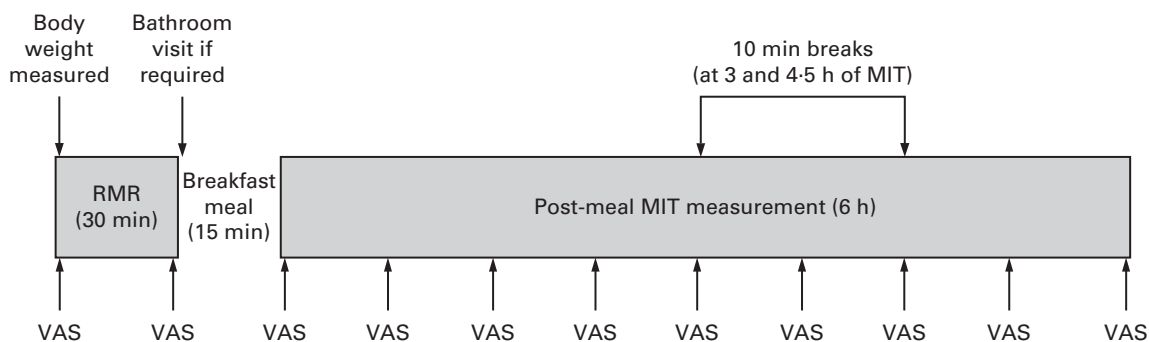 Body
weight
measured
Bathroom
visit if
required
10 min breaks
(at 3 and 4·5 h of MIT)
RMR
(30 min)
Breakfast
meal
(15 min)
Post-meal MIT measurement (6 h)
VAS
VAS
VAS
VAS
VAS
VAS
VAS
VAS
VAS
VAS
VAS